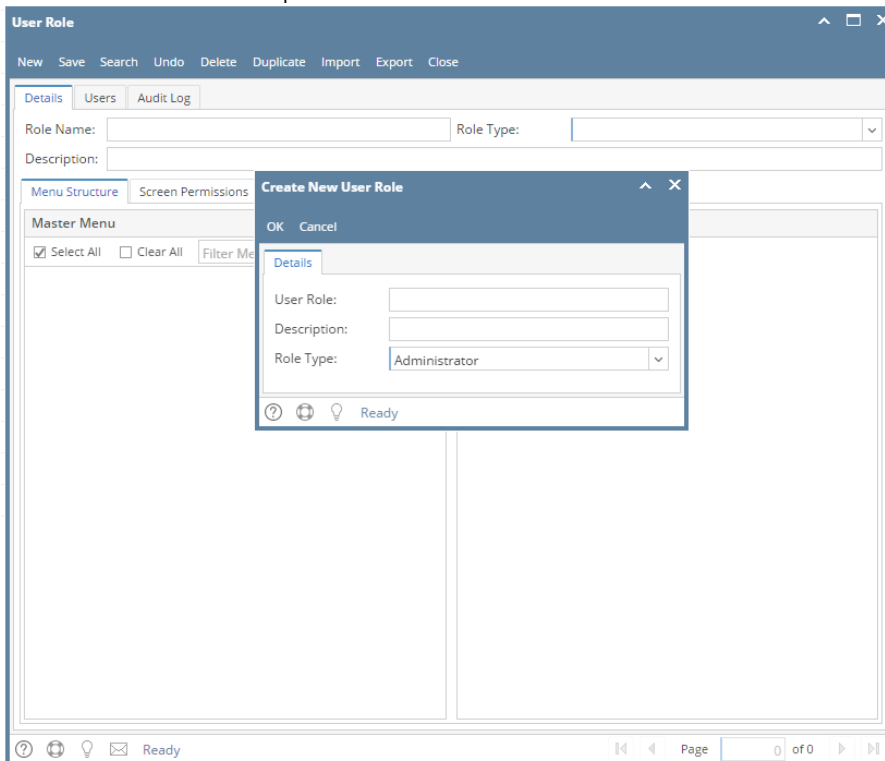 User Role
New Save Search Undo Delete Duplicate Import Export Close
Details Users Audit Log
Role Name: Role Type:
Description:
Menu Structure Screen Permissions
Master Menu
Select All Clear All Filter Me
Create New User Role
OK Cancel
Details
User Role:
Description:
Role Type: Administrator
Ready
Ready Page 0 of 0